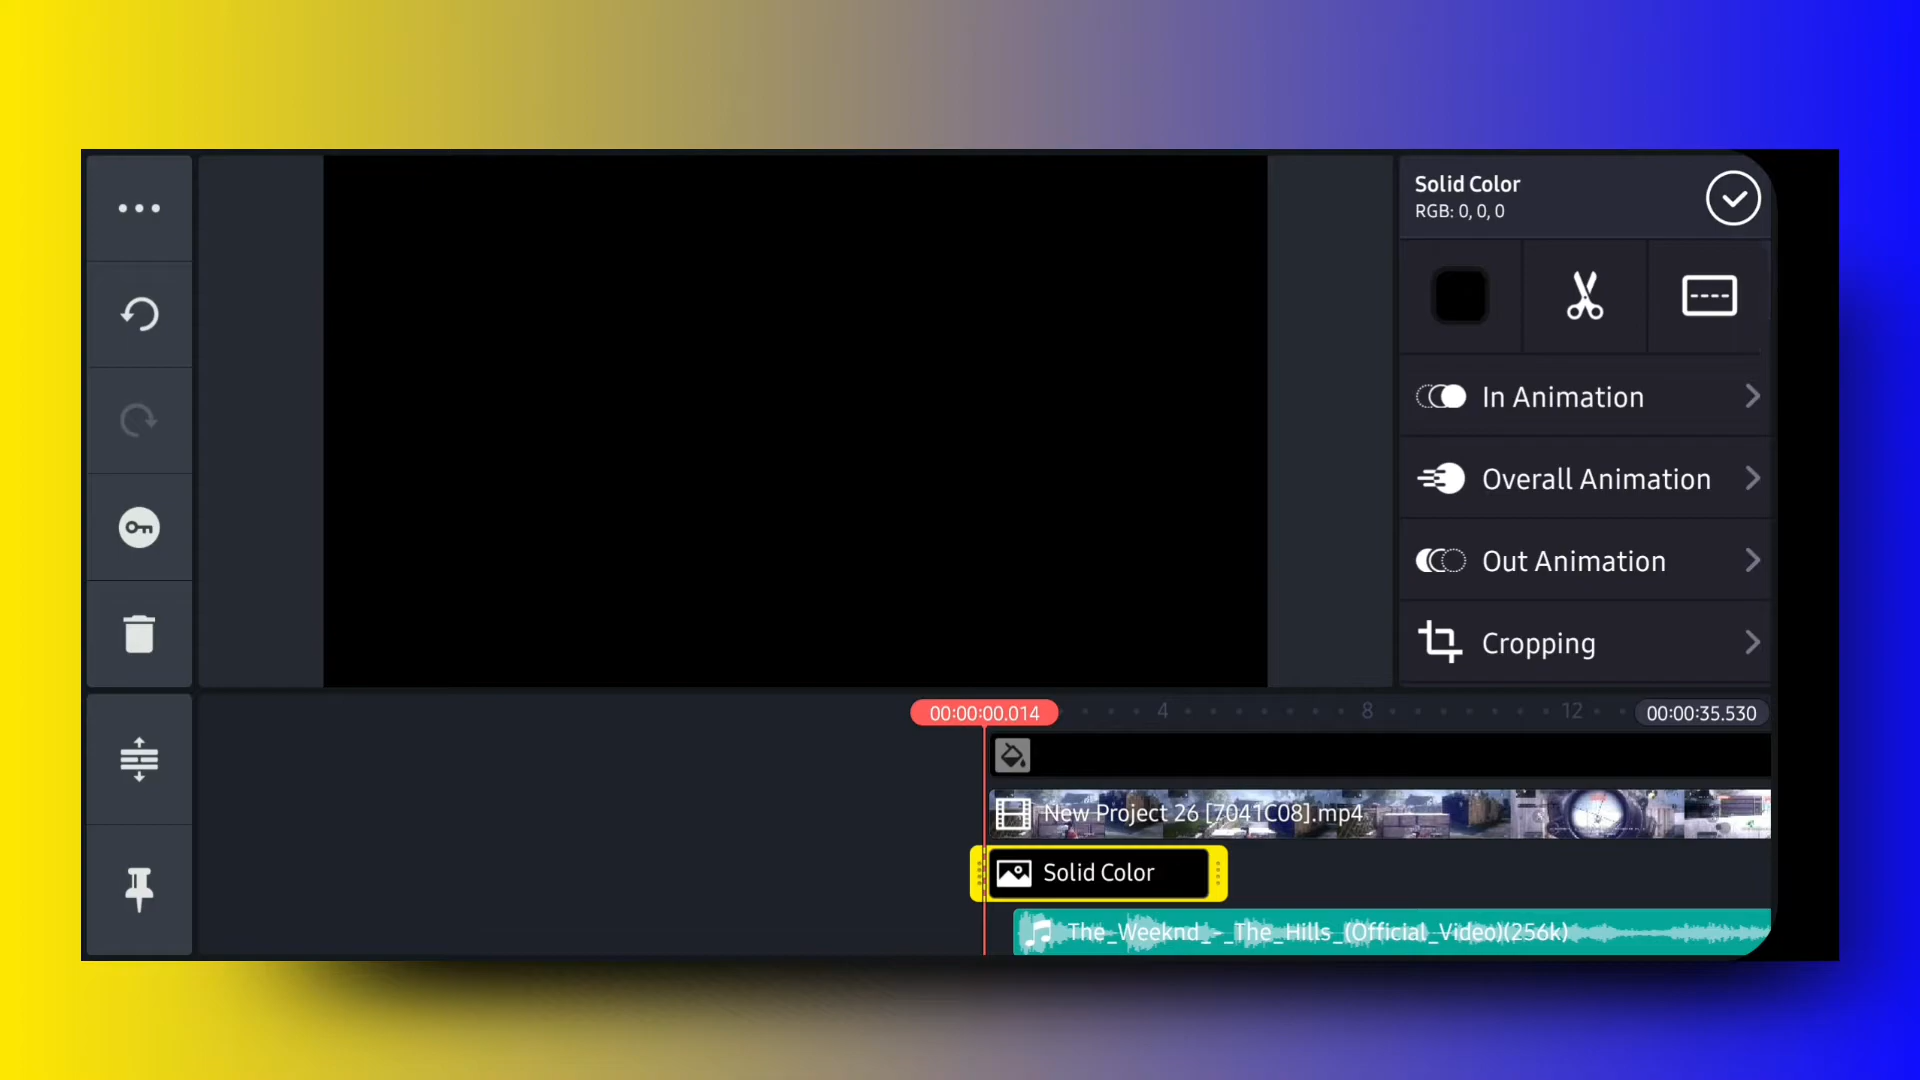 Solid Color
RGB: 0, 0, 0
In Animation
Overall Animation
Out Animation
Cropping
00:00:00.014
4
8
12
00:00:35.530
New Project 26 [7041C08].mp4
Solid Color
The_Weeknd_-_The_Hills_(Official_Video)(256k)